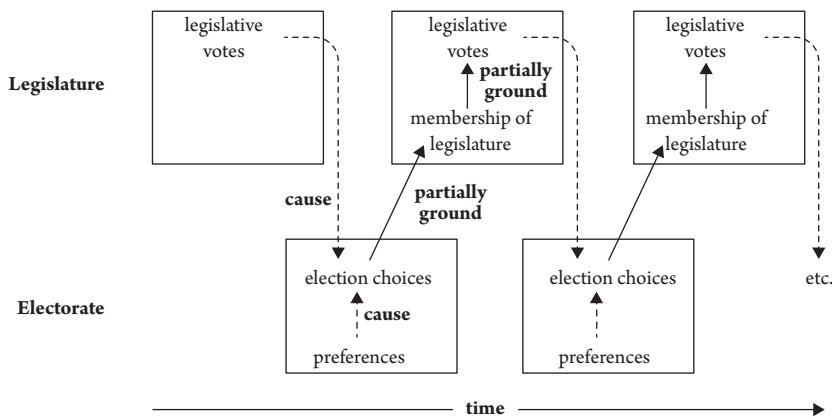 legislative
votes
legislative
votes
legislative
votes
Legislature
partially
ground
membership of
legislature
membership of
legislature
cause
partially
ground
election choices
election choices
etc.
Electorate
cause
preferences
preferences
time